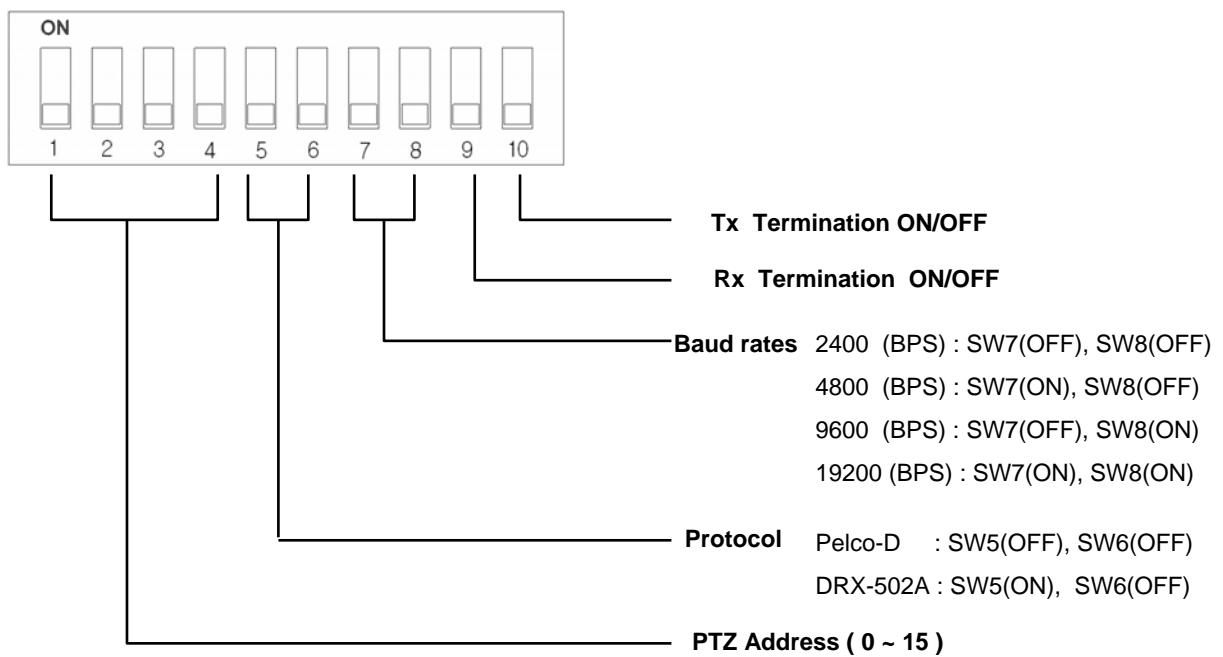 ON
1 2 3 4 5 6 7 8 9 10
Tx Termination ON/OFF
Rx Termination ON/OFF
Baud rates 2400 (BPS) : SW7(OFF), SW8(OFF)
4800 (BPS) : SW7(ON), SW8(OFF)
9600 (BPS) : SW7(OFF), SW8(ON)
19200 (BPS) : SW7(ON), SW8(ON)
Protocol Pelco-D : SW5(OFF), SW6(OFF)
DRX-502A : SW5(ON), SW6(OFF)
PTZ Address ( 0 ~ 15 )